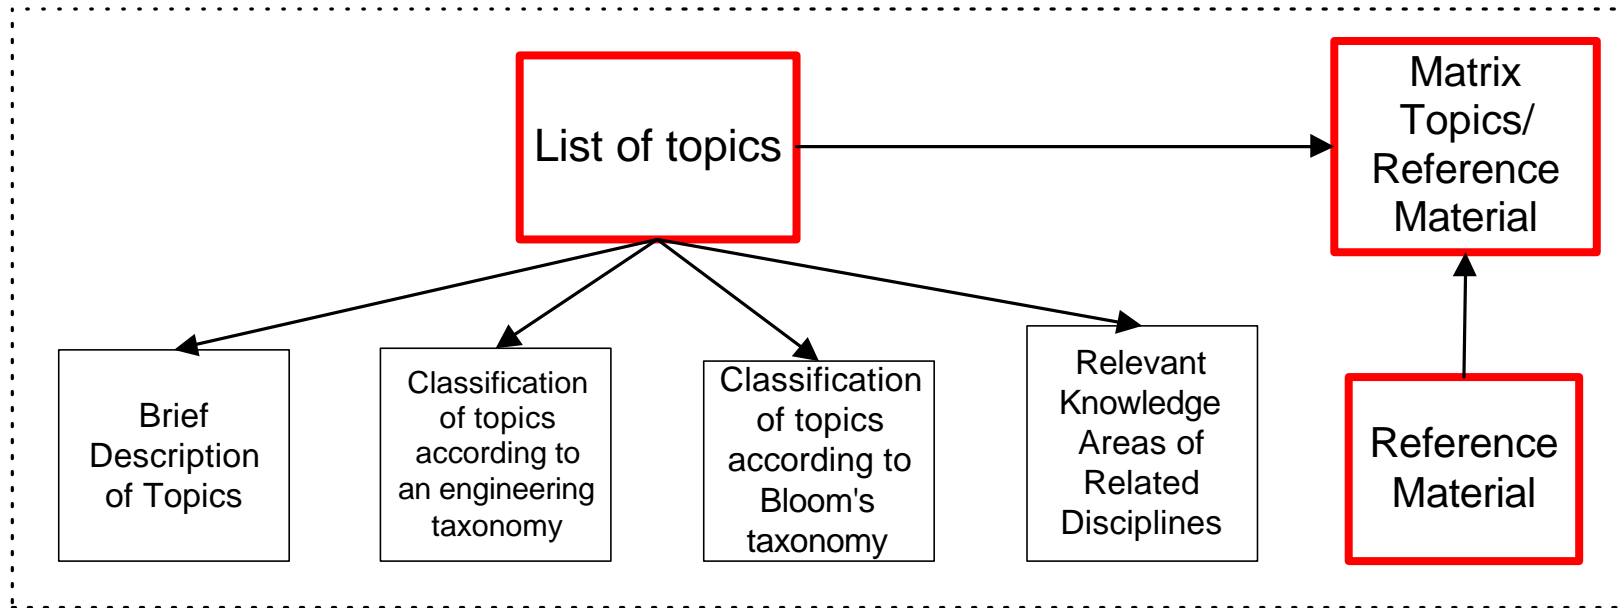 List of topics
Matrix
Topics/
Reference
Material
Brief
Description
of Topics
Classification
of topics
according to
an engineering
taxonomy
Classification
of topics
according to
Bloom's
taxonomy
Relevant
Knowledge
Areas of
Related
Disciplines
Reference
Material